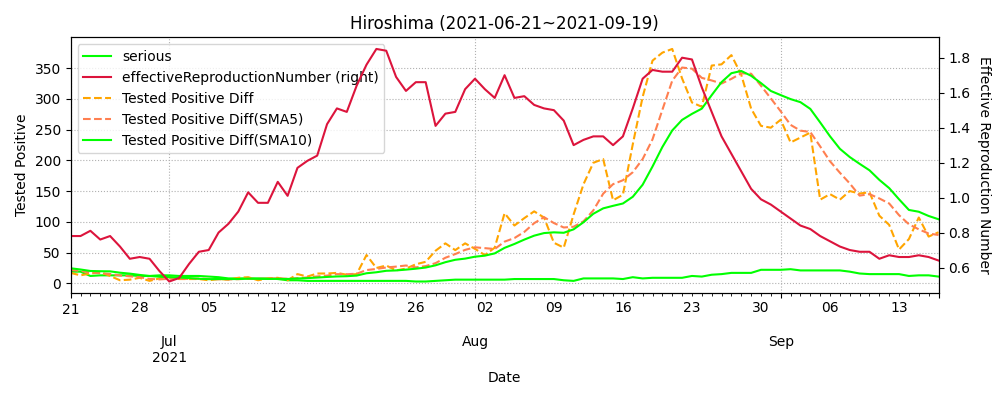 Hiroshima (2021-06-21~2021-09-19)
serious
effectiveReproductionNumber (right)
Tested Positive Diff
Tested Positive Diff(SMA5)
Tested Positive Diff(SMA10)
Tested Positive
350
300
250
200
150
100
50
0
1.8
1.6
1.4
1.2
1.0
0.8
0.6
Effective Reproduction Number
21 28 05 12 19 26 02 09 16 23 30 06 13
Jul Aug Sep
2021
Date